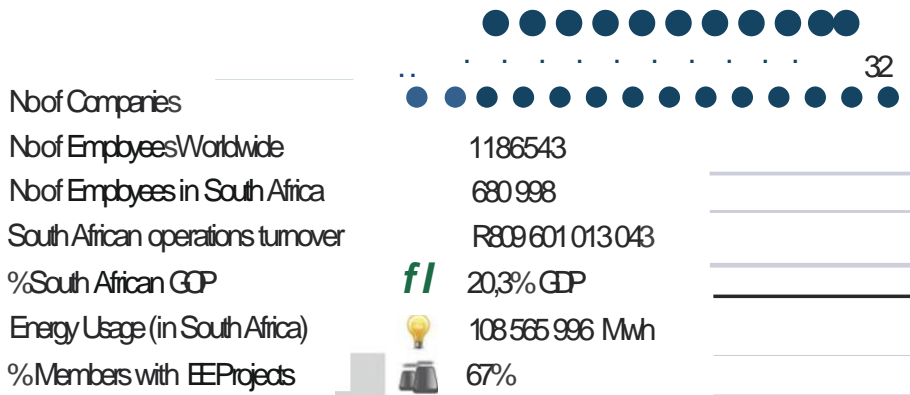 32
No of Companies
No of Employees Worldwide 1186543
No of Employees in South Africa 680 998
South African operations turnover R809 601 013 043
% South African GDP fl 20,3% GDP
Energy Usage (in South Africa) 108 565 996 Mwh
% Members with EE Projects 67%